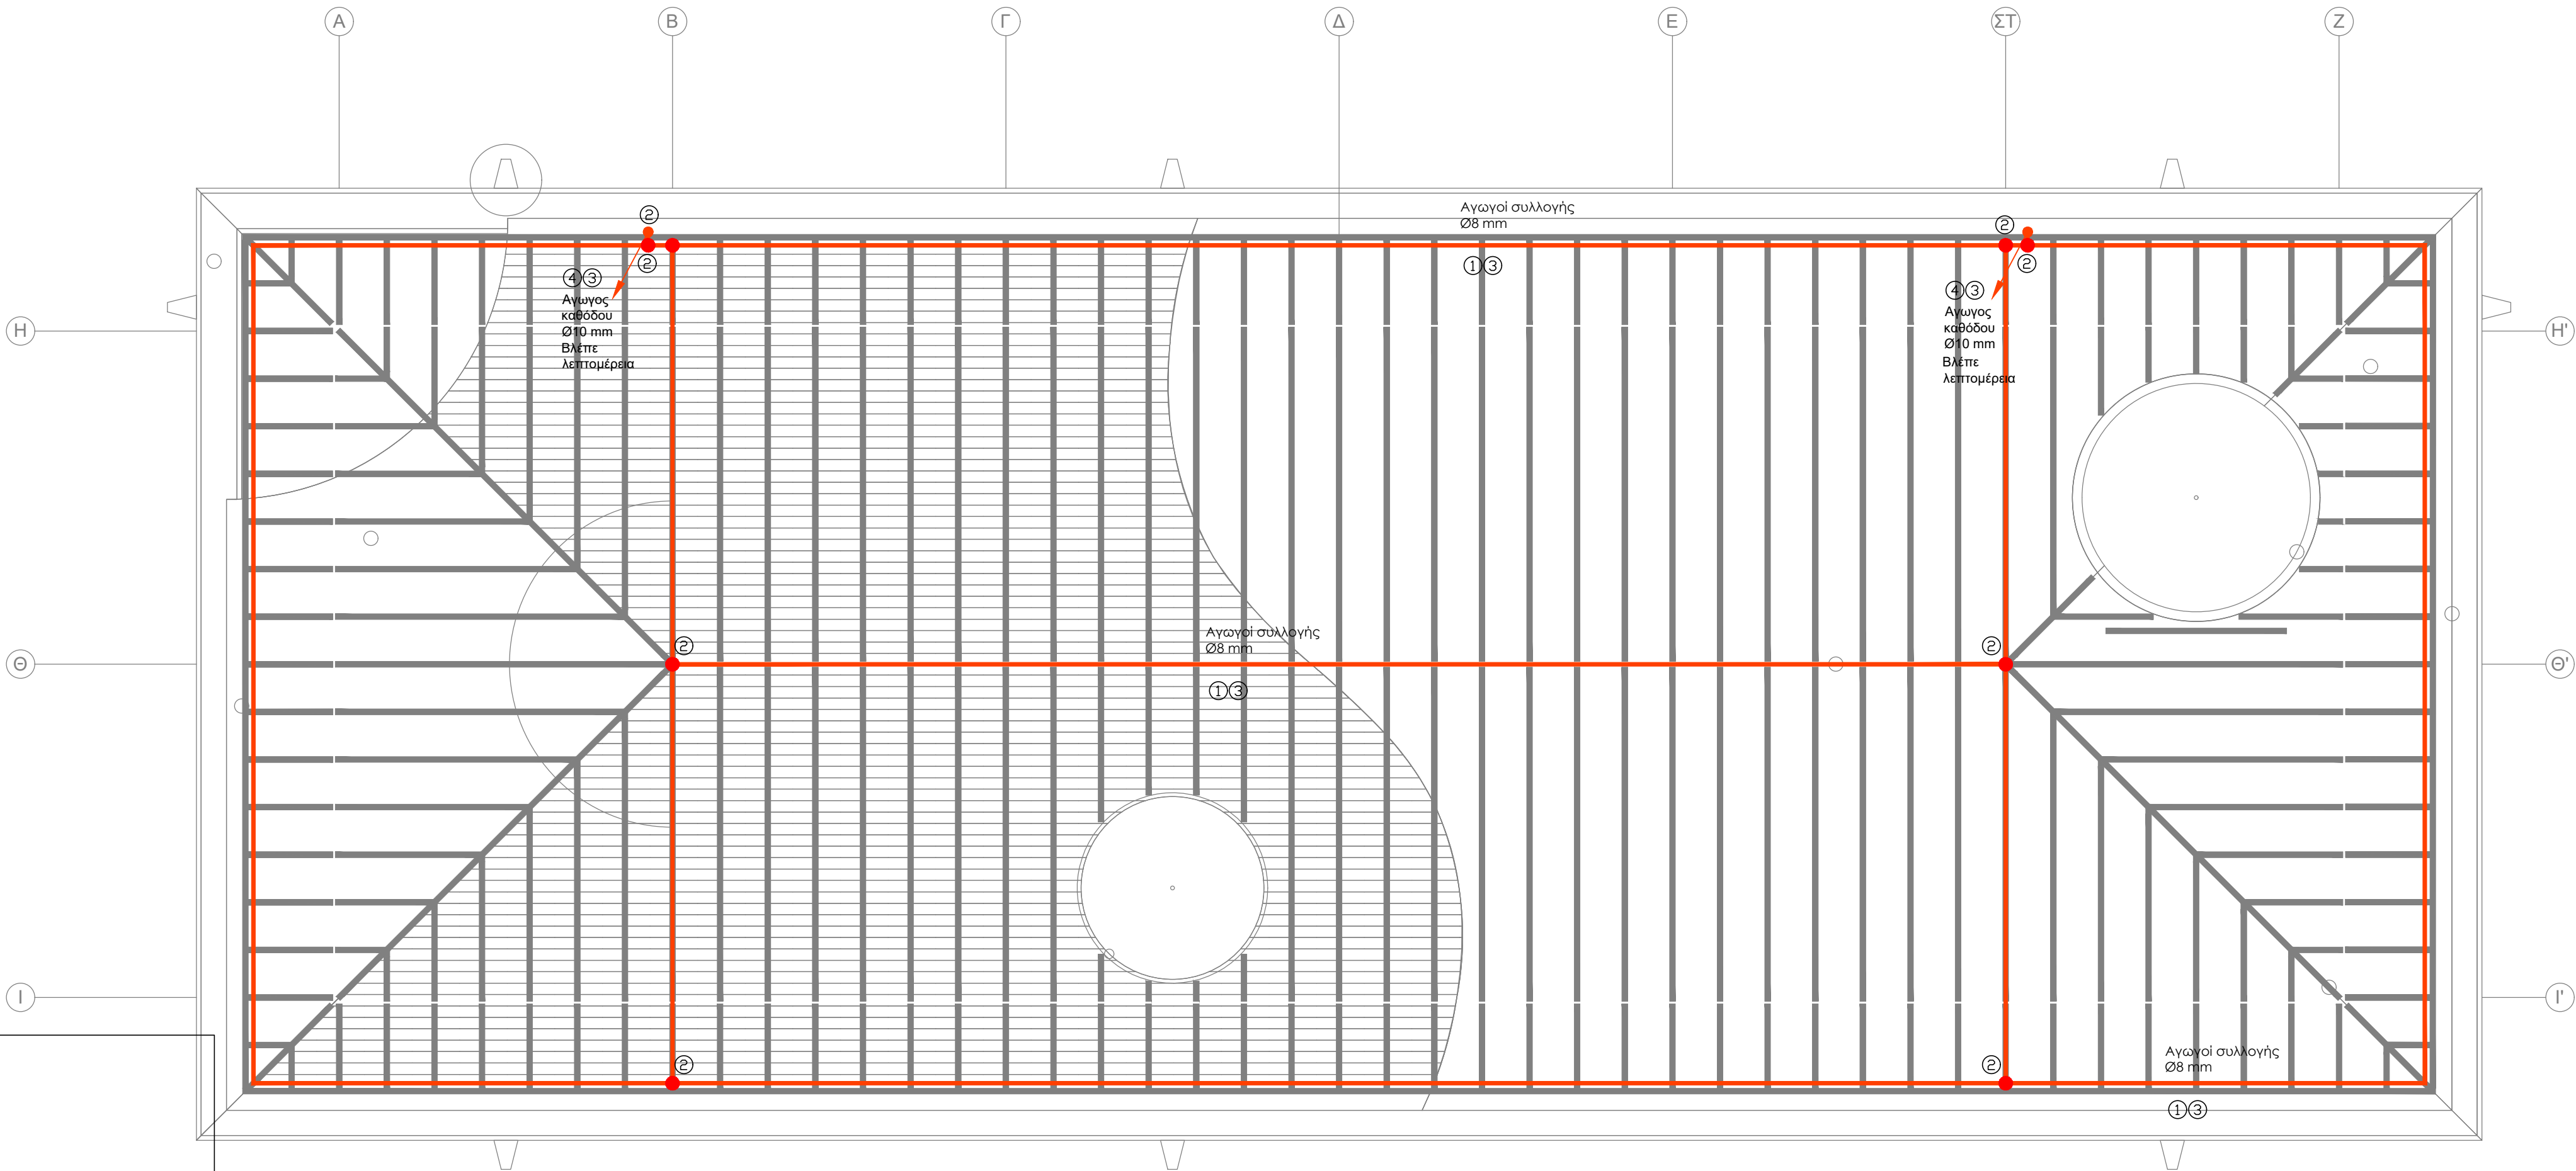 Α
Β
Γ
Δ
Ε
ΣΤ
Ζ
Αγωγοί συλλογής
Ø8 mm
②
②
②
②
④③
Αγωγος
καθόδου
Ø10 mm
Βλέπε
λεπτομέρεια
①③
④③
Αγωγος
καθόδου
Ø10 mm
Βλέπε
λεπτομέρεια
Η
Η'
Αγωγοί συλλογής
Ø8 mm
②
②
Θ
Θ'
①③
Ι
Ι'
②
②
Αγωγοί συλλογής
Ø8 mm
①③